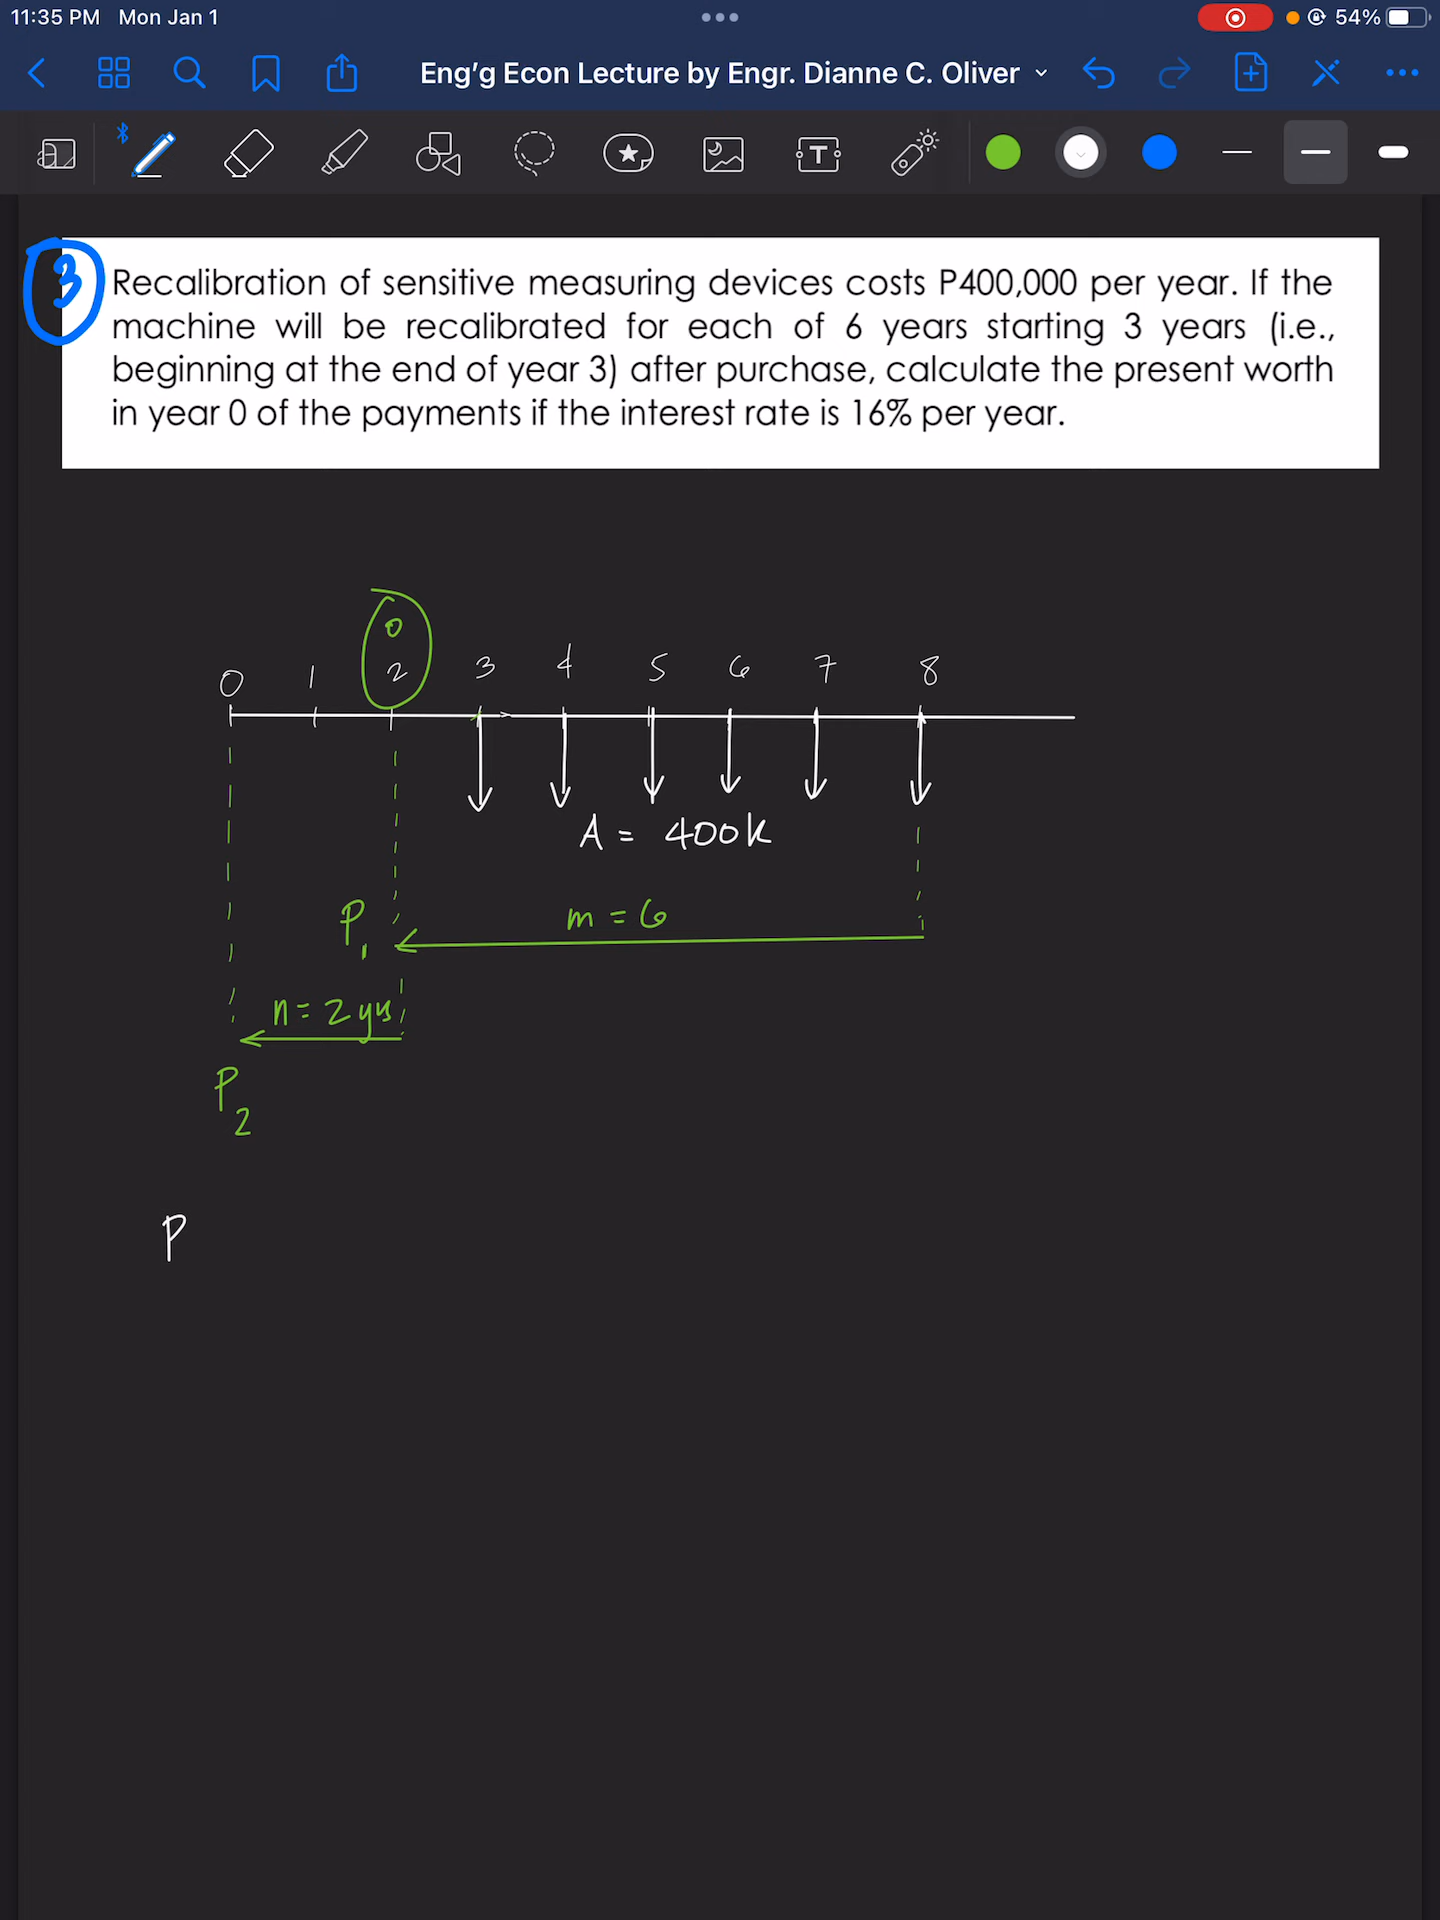 11:35 PM Mon Jan 1
54%
Eng'g Econ Lecture by Engr. Dianne C. Oliver
a
T
3
Recalibration of sensitive measuring devices costs P400,000 per year. If the
machine will be recalibrated for each of 6 years starting 3 years (i.e.,
beginning at the end of year 3) after purchase, calculate the present worth
in year 0 of the payments if the interest rate is 16% per year.
0
0 1 2 3 4 5 6 7 8
A = 400k
P1 m = 6
n = 2 yrs
P2
P